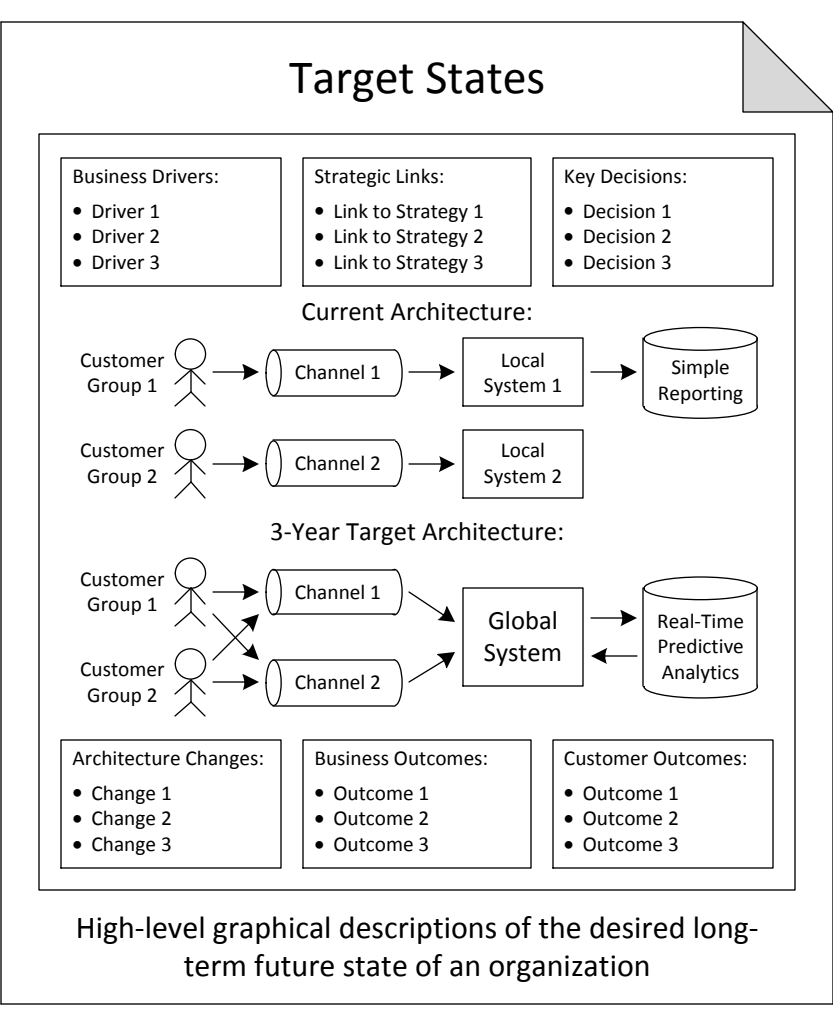 Target States
Business Drivers:
• Driver 1
• Driver 2
• Driver 3
Strategic Links:
• Link to Strategy 1
• Link to Strategy 2
• Link to Strategy 3
Key Decisions:
• Decision 1
• Decision 2
• Decision 3
Current Architecture:
Customer
Group 1
Channel 1
Local
System 1
Simple
Reporting
Customer
Group 2
Channel 2
Local
System 2
3-Year Target Architecture:
Customer
Group 1
Channel 1
Customer
Group 2
Channel 2
Global
System
Real-Time
Predictive
Analytics
Architecture Changes:
• Change 1
• Change 2
• Change 3
Business Outcomes:
• Outcome 1
• Outcome 2
• Outcome 3
Customer Outcomes:
• Outcome 1
• Outcome 2
• Outcome 3
High-level graphical descriptions of the desired long-
term future state of an organization